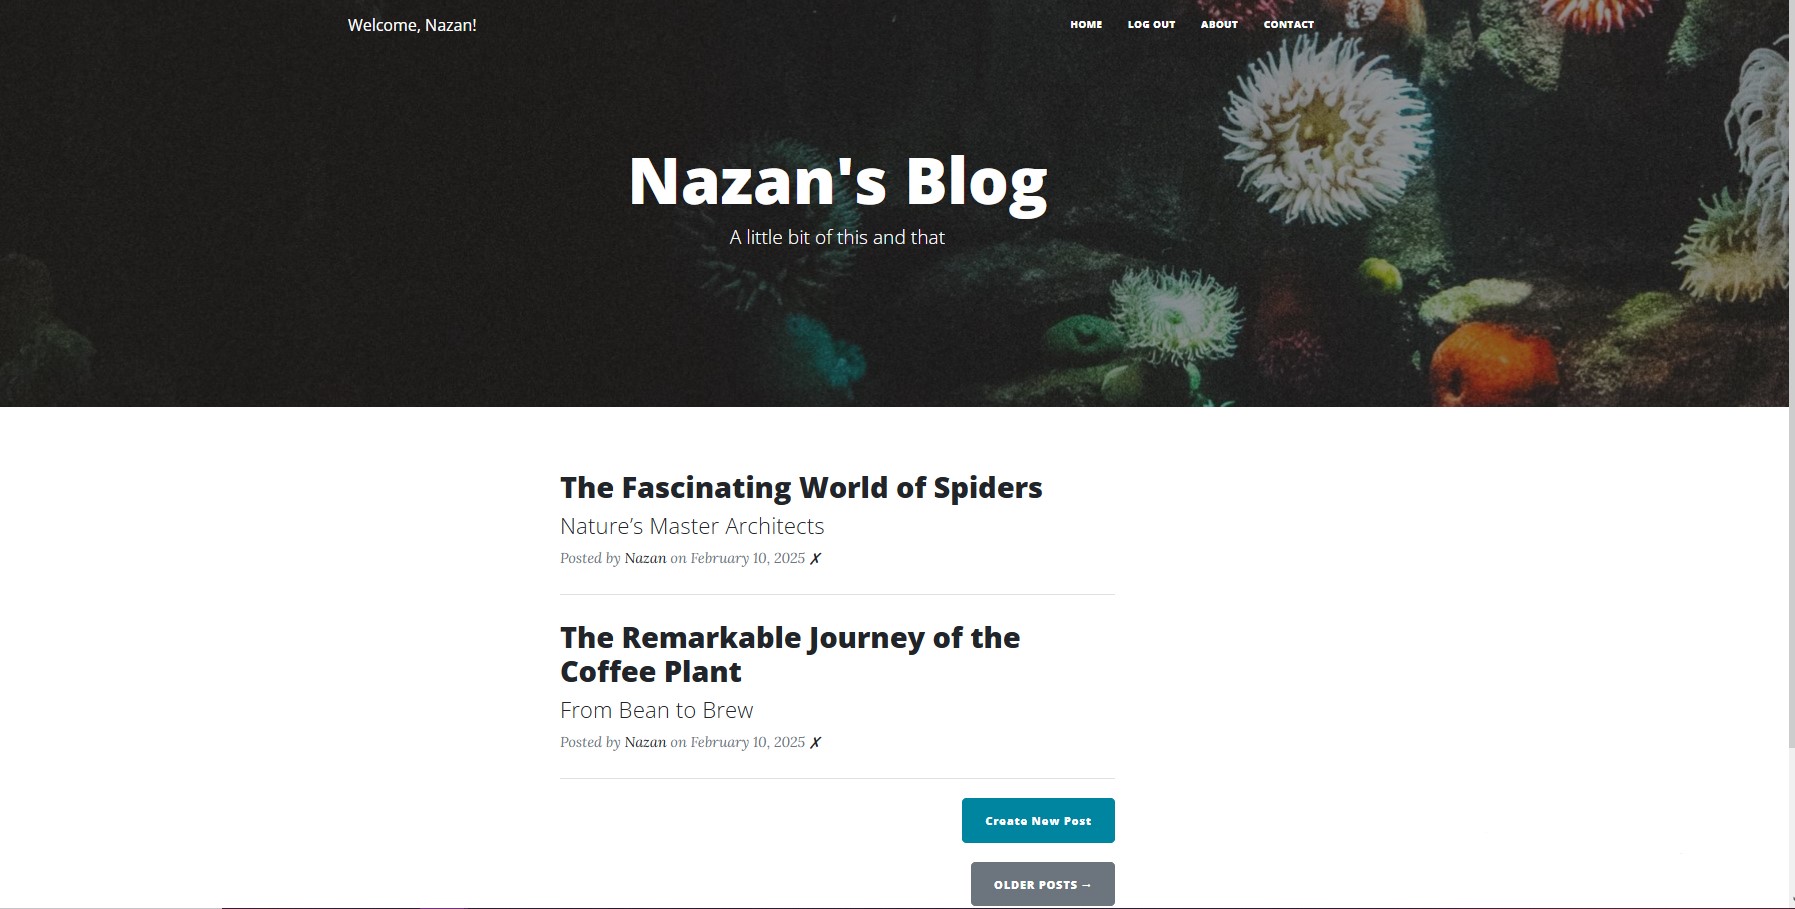 Welcome, Nazan!
HOME LOG OUT ABOUT CONTACT
Nazan's Blog
A little bit of this and that
The Fascinating World of Spiders
Nature’s Master Architects
Posted by Nazan on February 10, 2025 ✗
The Remarkable Journey of the
Coffee Plant
From Bean to Brew
Posted by Nazan on February 10, 2025 ✗
Create New Post
OLDER POSTS →